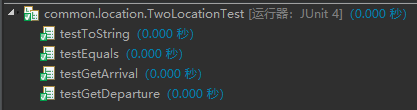 common.location.TwoLocationTest [运行器：JUnit 4] (0.000 秒)
testToString (0.000 秒)
testEquals (0.000 秒)
testGetArrival (0.000 秒)
testGetDeparture (0.000 秒)